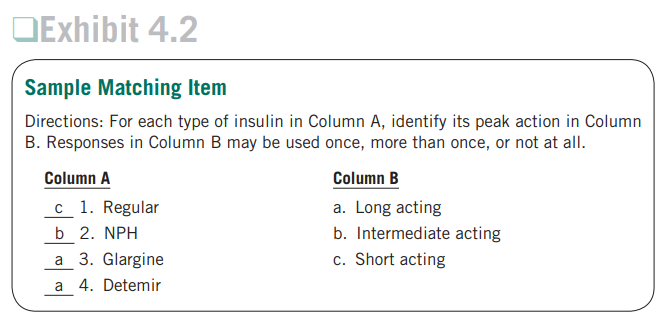 ❑Exhibit 4.2
Sample Matching Item
Directions: For each type of insulin in Column A, identify its peak action in Column
B. Responses in Column B may be used once, more than once, or not at all.
Column A Column B
c 1. Regular a. Long acting
b 2. NPH b. Intermediate acting
a 3. Glargine c. Short acting
a 4. Detemir